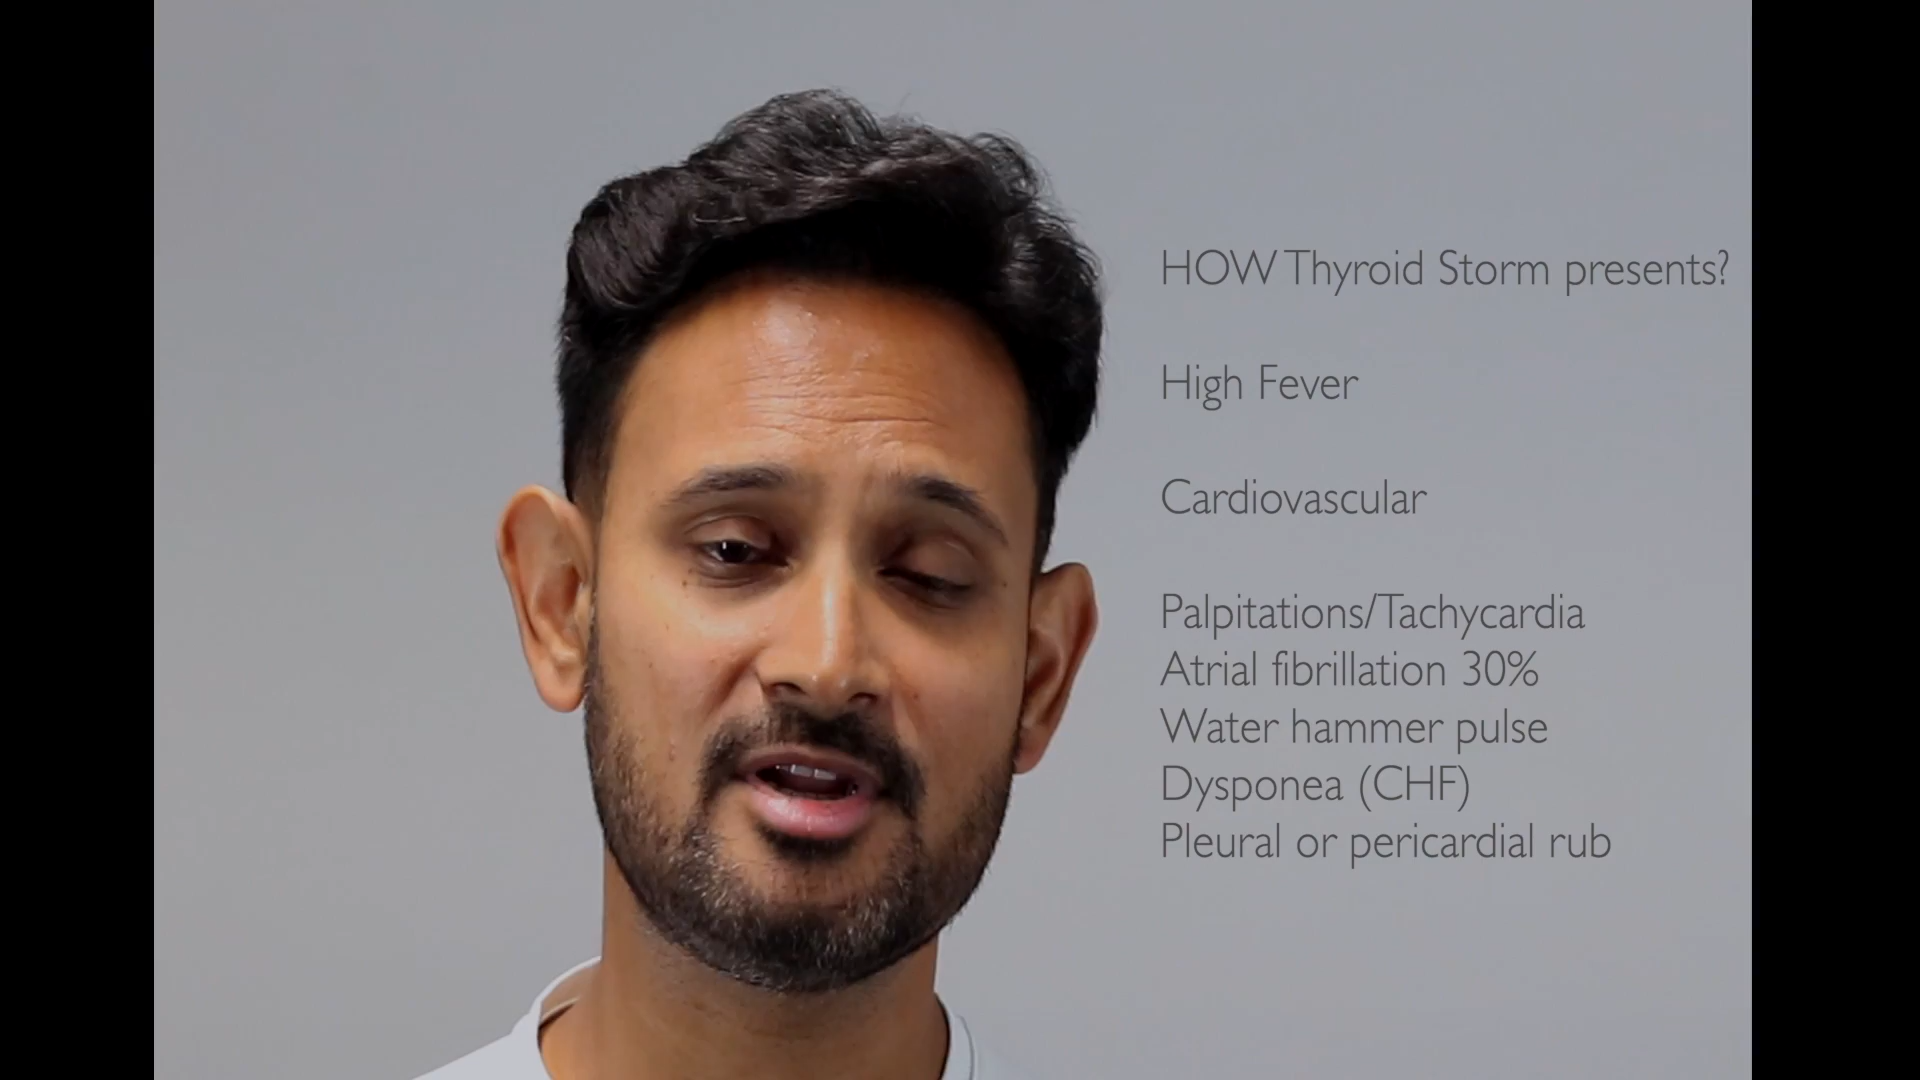 HOW Thyroid Storm presents?
High Fever
Cardiovascular
Palpitations/Tachycardia
Atrial fibrillation 30%
Water hammer pulse
Dysponea (CHF)
Pleural or pericardial rub